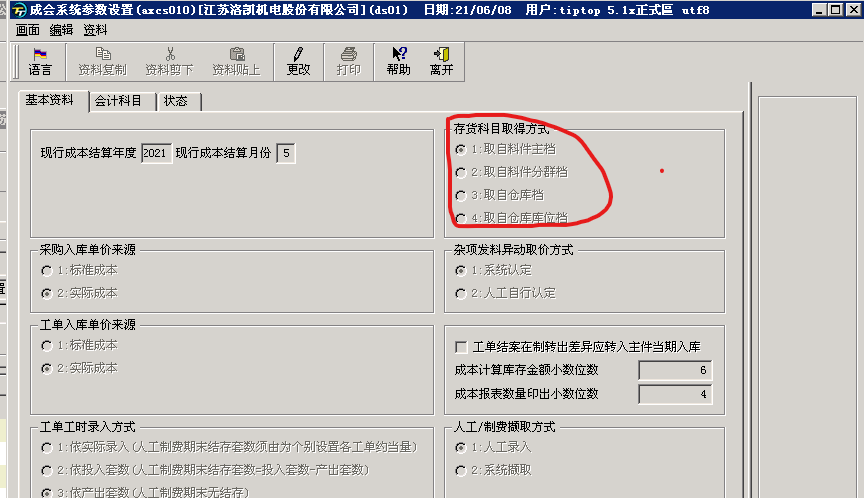 成会系统参数设置(axcs010)[江苏洛凯机电股份有限公司](ds01)  日期:21/06/08  用户:tiptop 5.1x正式區 utf8
画面 编辑 资料
语言 资料复制 资料剪下 资料贴上 更改 打印 帮助 离开
基本资料 会计科目 状态
现行成本结算年度 2021 现行成本结算月份 5
存货科目取得方式
1:取自料件主档
2:取自料件分群档
3:取自仓库档
4:取自仓库库位档
采购入库单价来源
1:标准成本
2:实际成本
杂项发料异动取价方式
1:系统认定
2:人工自行认定
工单入库单价来源
1:标准成本
2:实际成本
工单结案在制转出差异应转入主件当期入库
成本计算库存金额小数位数 6
成本报表数量印出小数位数 4
工单工时录入方式
1:依实际录入(人工制费期末结存套数须由为个别设置各工单约当量)
2:依投入套数(人工制费期末结存套数=投入套数-产出套数)
3:依产出套数(人工制费期末无结存)
人工/制费撷取方式
1:人工录入
2:系统撷取